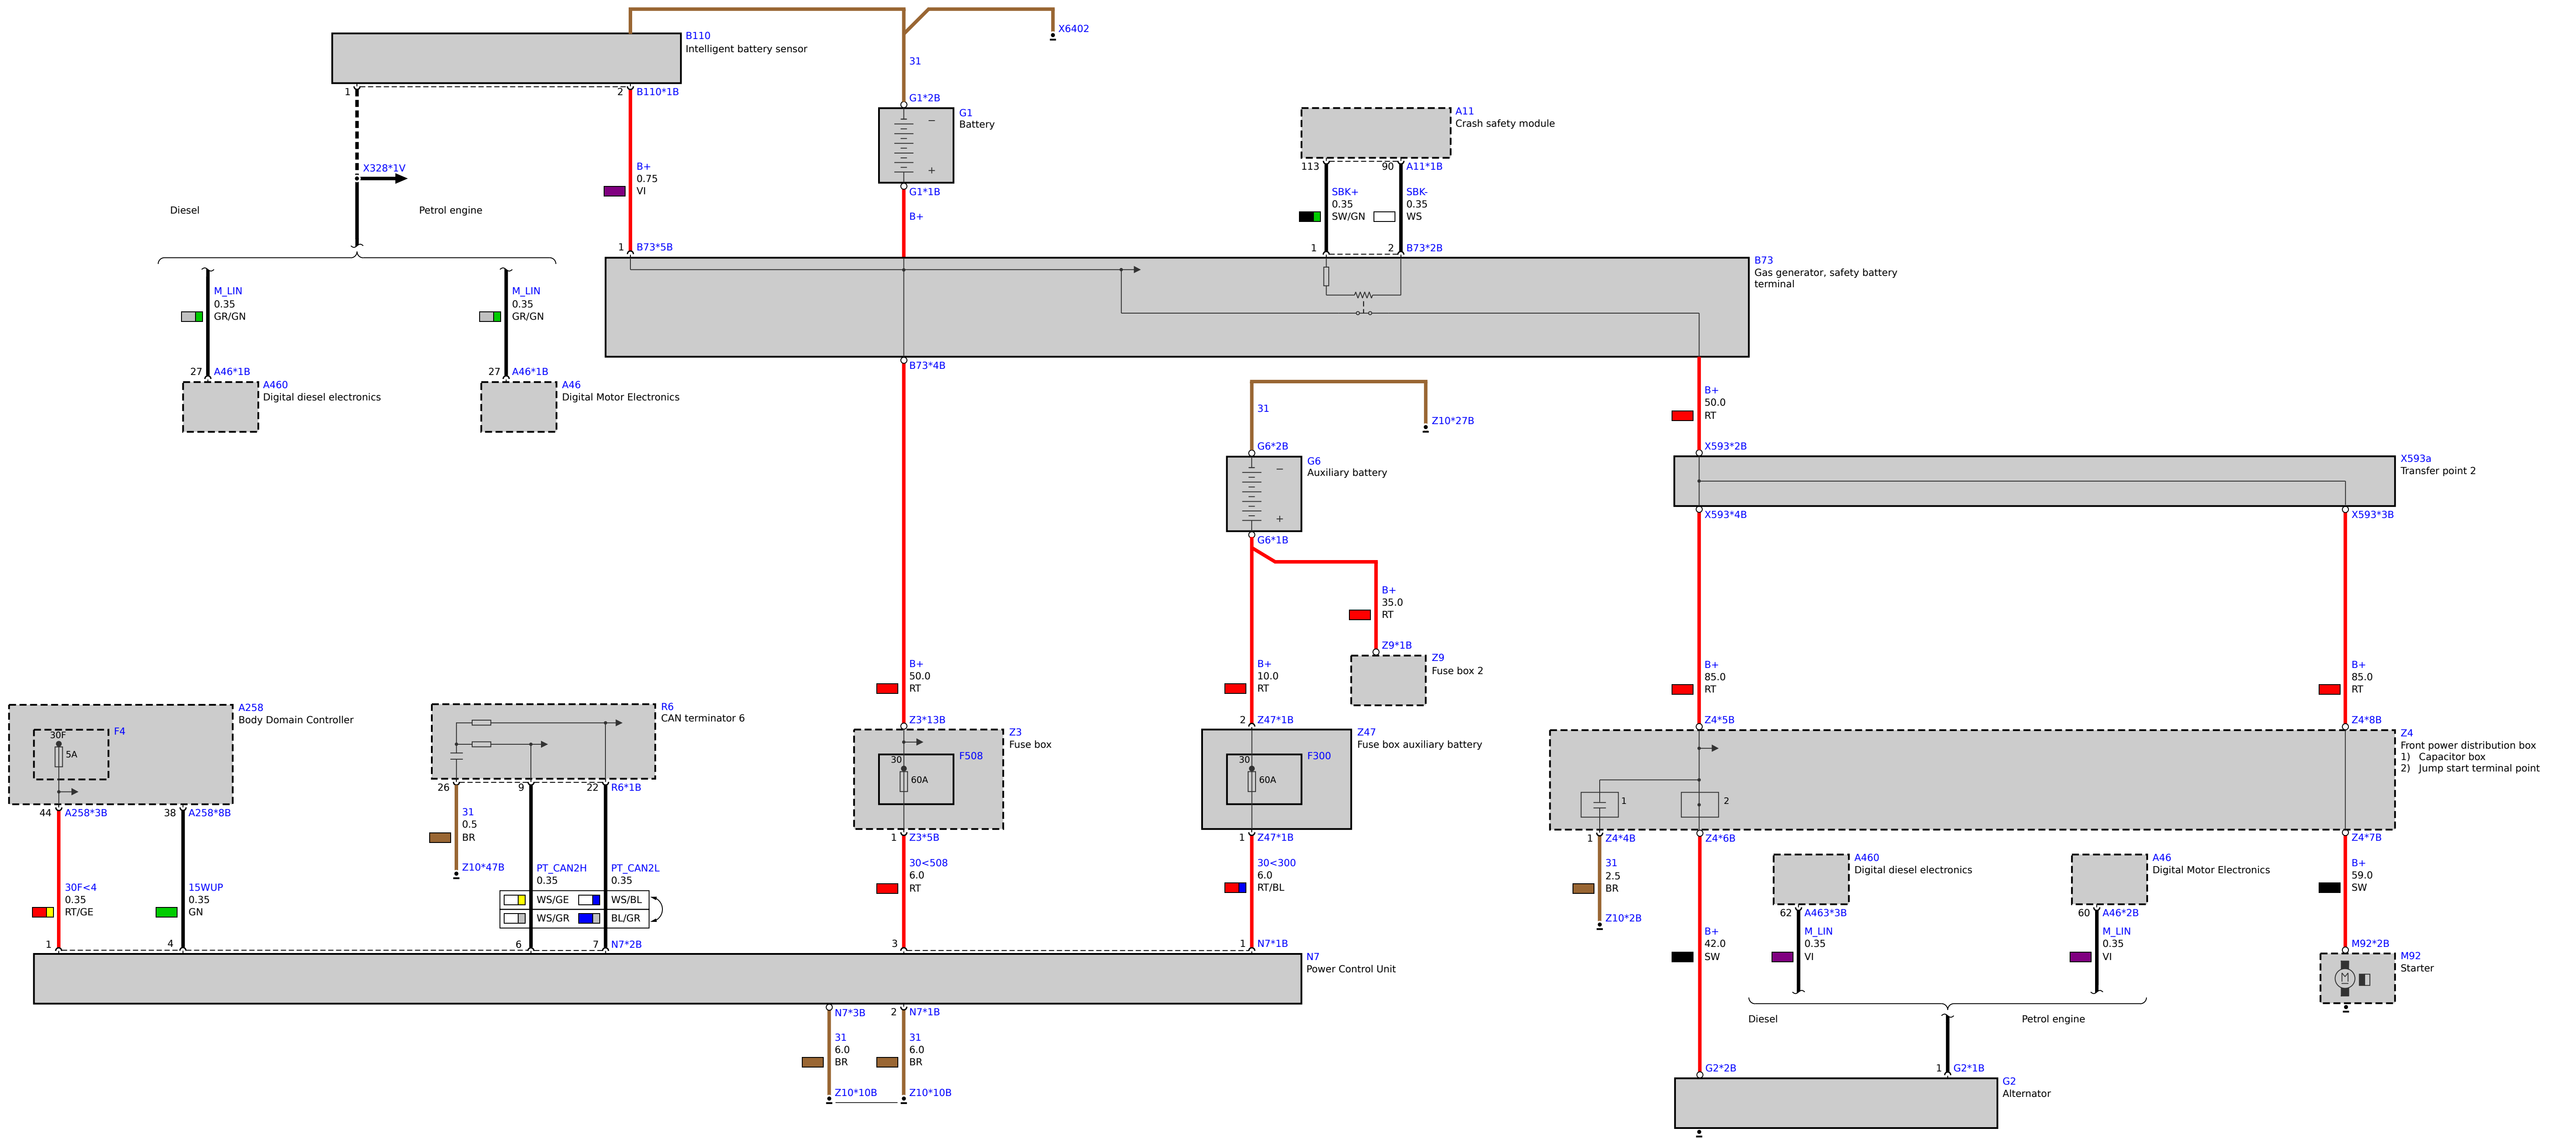 B110
Intelligent battery sensor
X6402
31
1
2
B110*1B
G1*2B
G1
Battery
−
+
G1*1B
B+
A11
Crash safety module
113
90
A11*1B
X328*1V
B+
0.75
VI
SBK+
0.35
SW/GN
SBK-
0.35
WS
Diesel
Petrol engine
1
B73*5B
1
2
B73*2B
B73
Gas generator, safety battery
terminal
M_LIN
0.35
GR/GN
M_LIN
0.35
GR/GN
27
A46*1B
27
A46*1B
A460
Digital diesel electronics
A46
Digital Motor Electronics
B73*4B
B+
50.0
RT
31
Z10*27B
G6*2B
G6
Auxiliary battery
−
+
G6*1B
X593*2B
X593a
Transfer point 2
X593*4B
X593*3B
B+
35.0
RT
Z9*1B
Z9
Fuse box 2
B+
50.0
RT
B+
10.0
RT
B+
85.0
RT
B+
85.0
RT
A258
Body Domain Controller
30F
F4
5A
R6
CAN terminator 6
Z3*13B
Z3
Fuse box
30
F508
60A
2
Z47*1B
Z47
Fuse box auxiliary battery
30
F300
60A
Z4*5B
Z4*8B
Z4
Front power distribution box
1) Capacitor box
2) Jump start terminal point
1
2
44
A258*3B
38
A258*8B
26
9
22
R6*1B
1
Z3*5B
1
Z47*1B
1
Z4*4B
Z4*6B
Z4*7B
31
0.5
BR
Z10*47B
PT_CAN2H
0.35
WS/GE
WS/GR
PT_CAN2L
0.35
WS/BL
BL/GR
30F<4
0.35
RT/GE
15WUP
0.35
GN
30<508
6.0
RT
30<300
6.0
RT/BL
31
2.5
BR
Z10*2B
A460
Digital diesel electronics
A46
Digital Motor Electronics
B+
59.0
SW
62
A463*3B
60
A46*2B
B+
42.0
SW
M_LIN
0.35
VI
M_LIN
0.35
VI
1
4
6
7
N7*2B
3
1
N7*1B
N7
Power Control Unit
M92*2B
M92
Starter
M
N7*3B
2
N7*1B
31
6.0
BR
31
6.0
BR
Z10*10B
Z10*10B
Diesel
Petrol engine
G2*2B
1
G2*1B
G2
Alternator